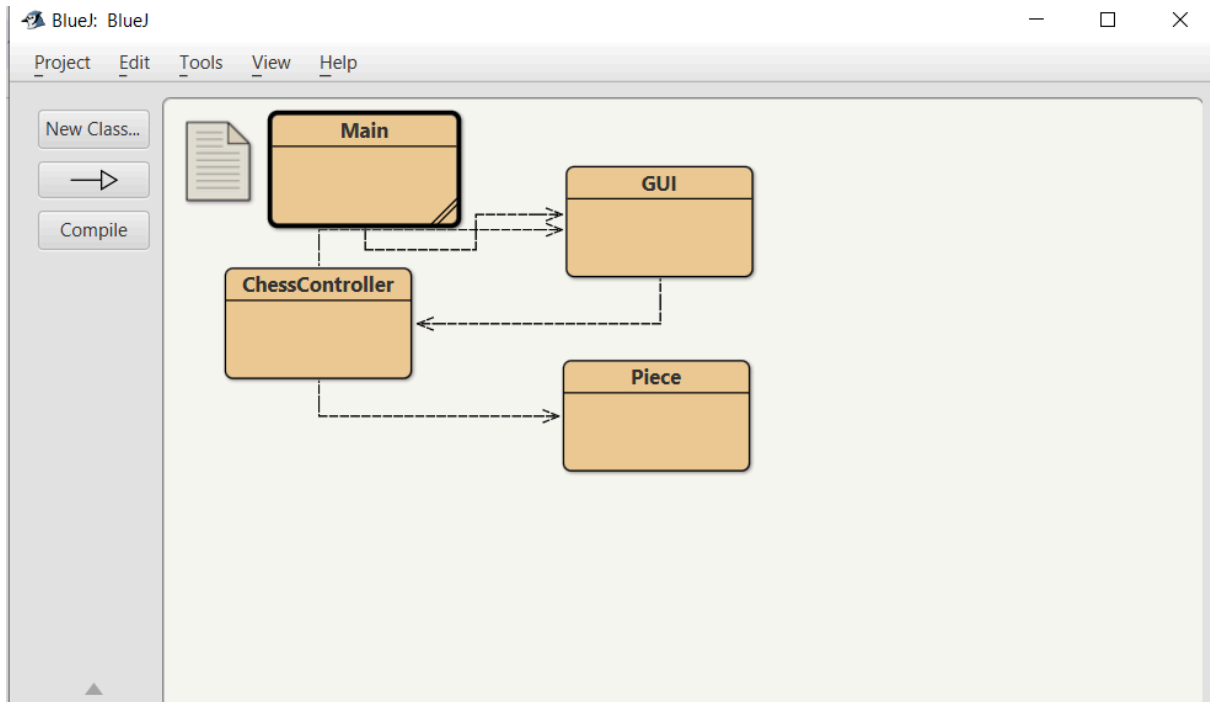 BlueJ: BlueJ
Project Edit Tools View Help
New Class...
Compile
Main
GUI
ChessController
Piece